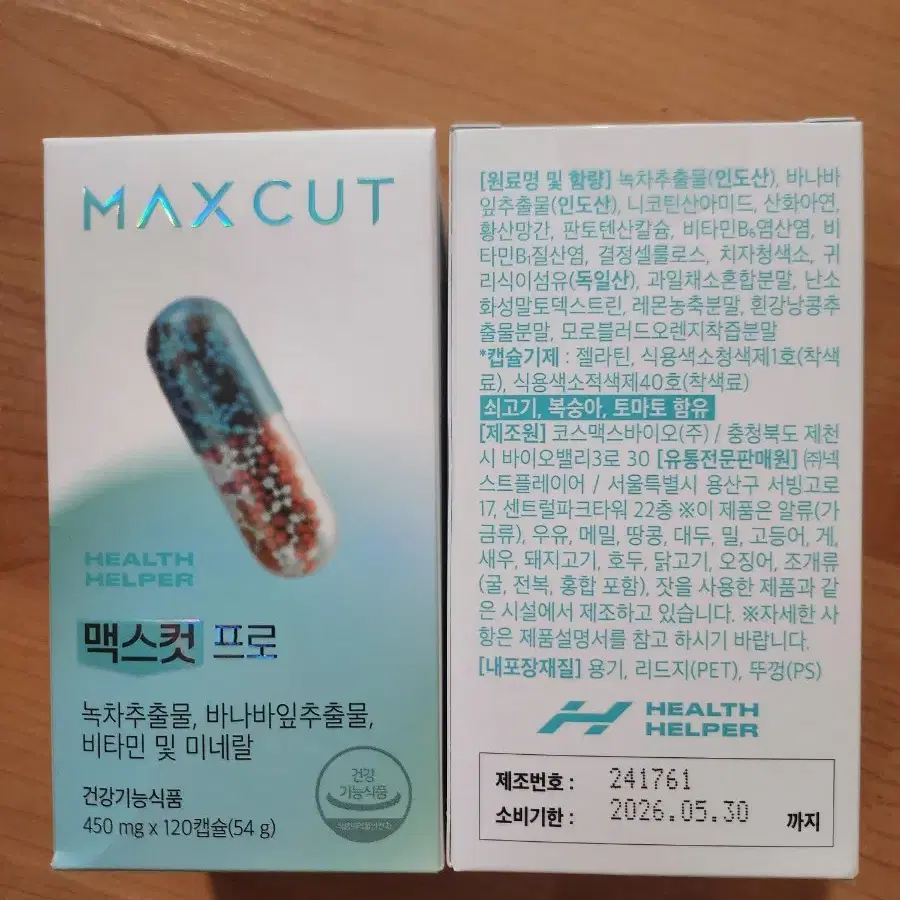 MAXCUT
HEALTH
HELPER
맥스컷 프로
녹차추출물, 바나바잎추출물,
비타민 및 미네랄
건강기능식품
450 mg x 120캡슐(54 g)
건강
기능식품
식품의약품안전처
[원료명 및 함량] 녹차추출물(인도산), 바나바
잎추출물(인도산), 니코틴산아미드, 산화아연,
황산망간, 판토텐산칼슘, 비타민B₆염산염, 비
타민B₁질산염, 결정셀룰로스, 치자청색소, 귀
리식이섬유(독일산), 과일채소혼합분말, 난소
화성말토덱스트린, 레몬농축분말, 흰강낭콩추
출물분말, 모로블러드오렌지착즙분말
*캡슐기제 : 젤라틴, 식용색소청색제1호(착색
료), 식용색소적색제40호(착색료)
쇠고기, 복숭아, 토마토 함유
[제조원] 코스맥스바이오(주) / 충청북도 제천
시 바이오밸리3로 30 [유통전문판매원] ㈜넥
스트플레이어 / 서울특별시 용산구 서빙고로
17, 센트럴파크타워 22층 ※이 제품은 알류(가
금류), 우유, 메밀, 땅콩, 대두, 밀, 고등어, 게,
새우, 돼지고기, 호두, 닭고기, 오징어, 조개류
(굴, 전복, 홍합 포함), 잣을 사용한 제품과 같
은 시설에서 제조하고 있습니다. ※자세한 사
항은 제품설명서를 참고 하시기 바랍니다.
[내포장재질] 용기, 리드지(PET), 뚜껑(PS)
HEALTH
HELPER
제조번호 : 241761
소비기한 : 2026.05.30 까지